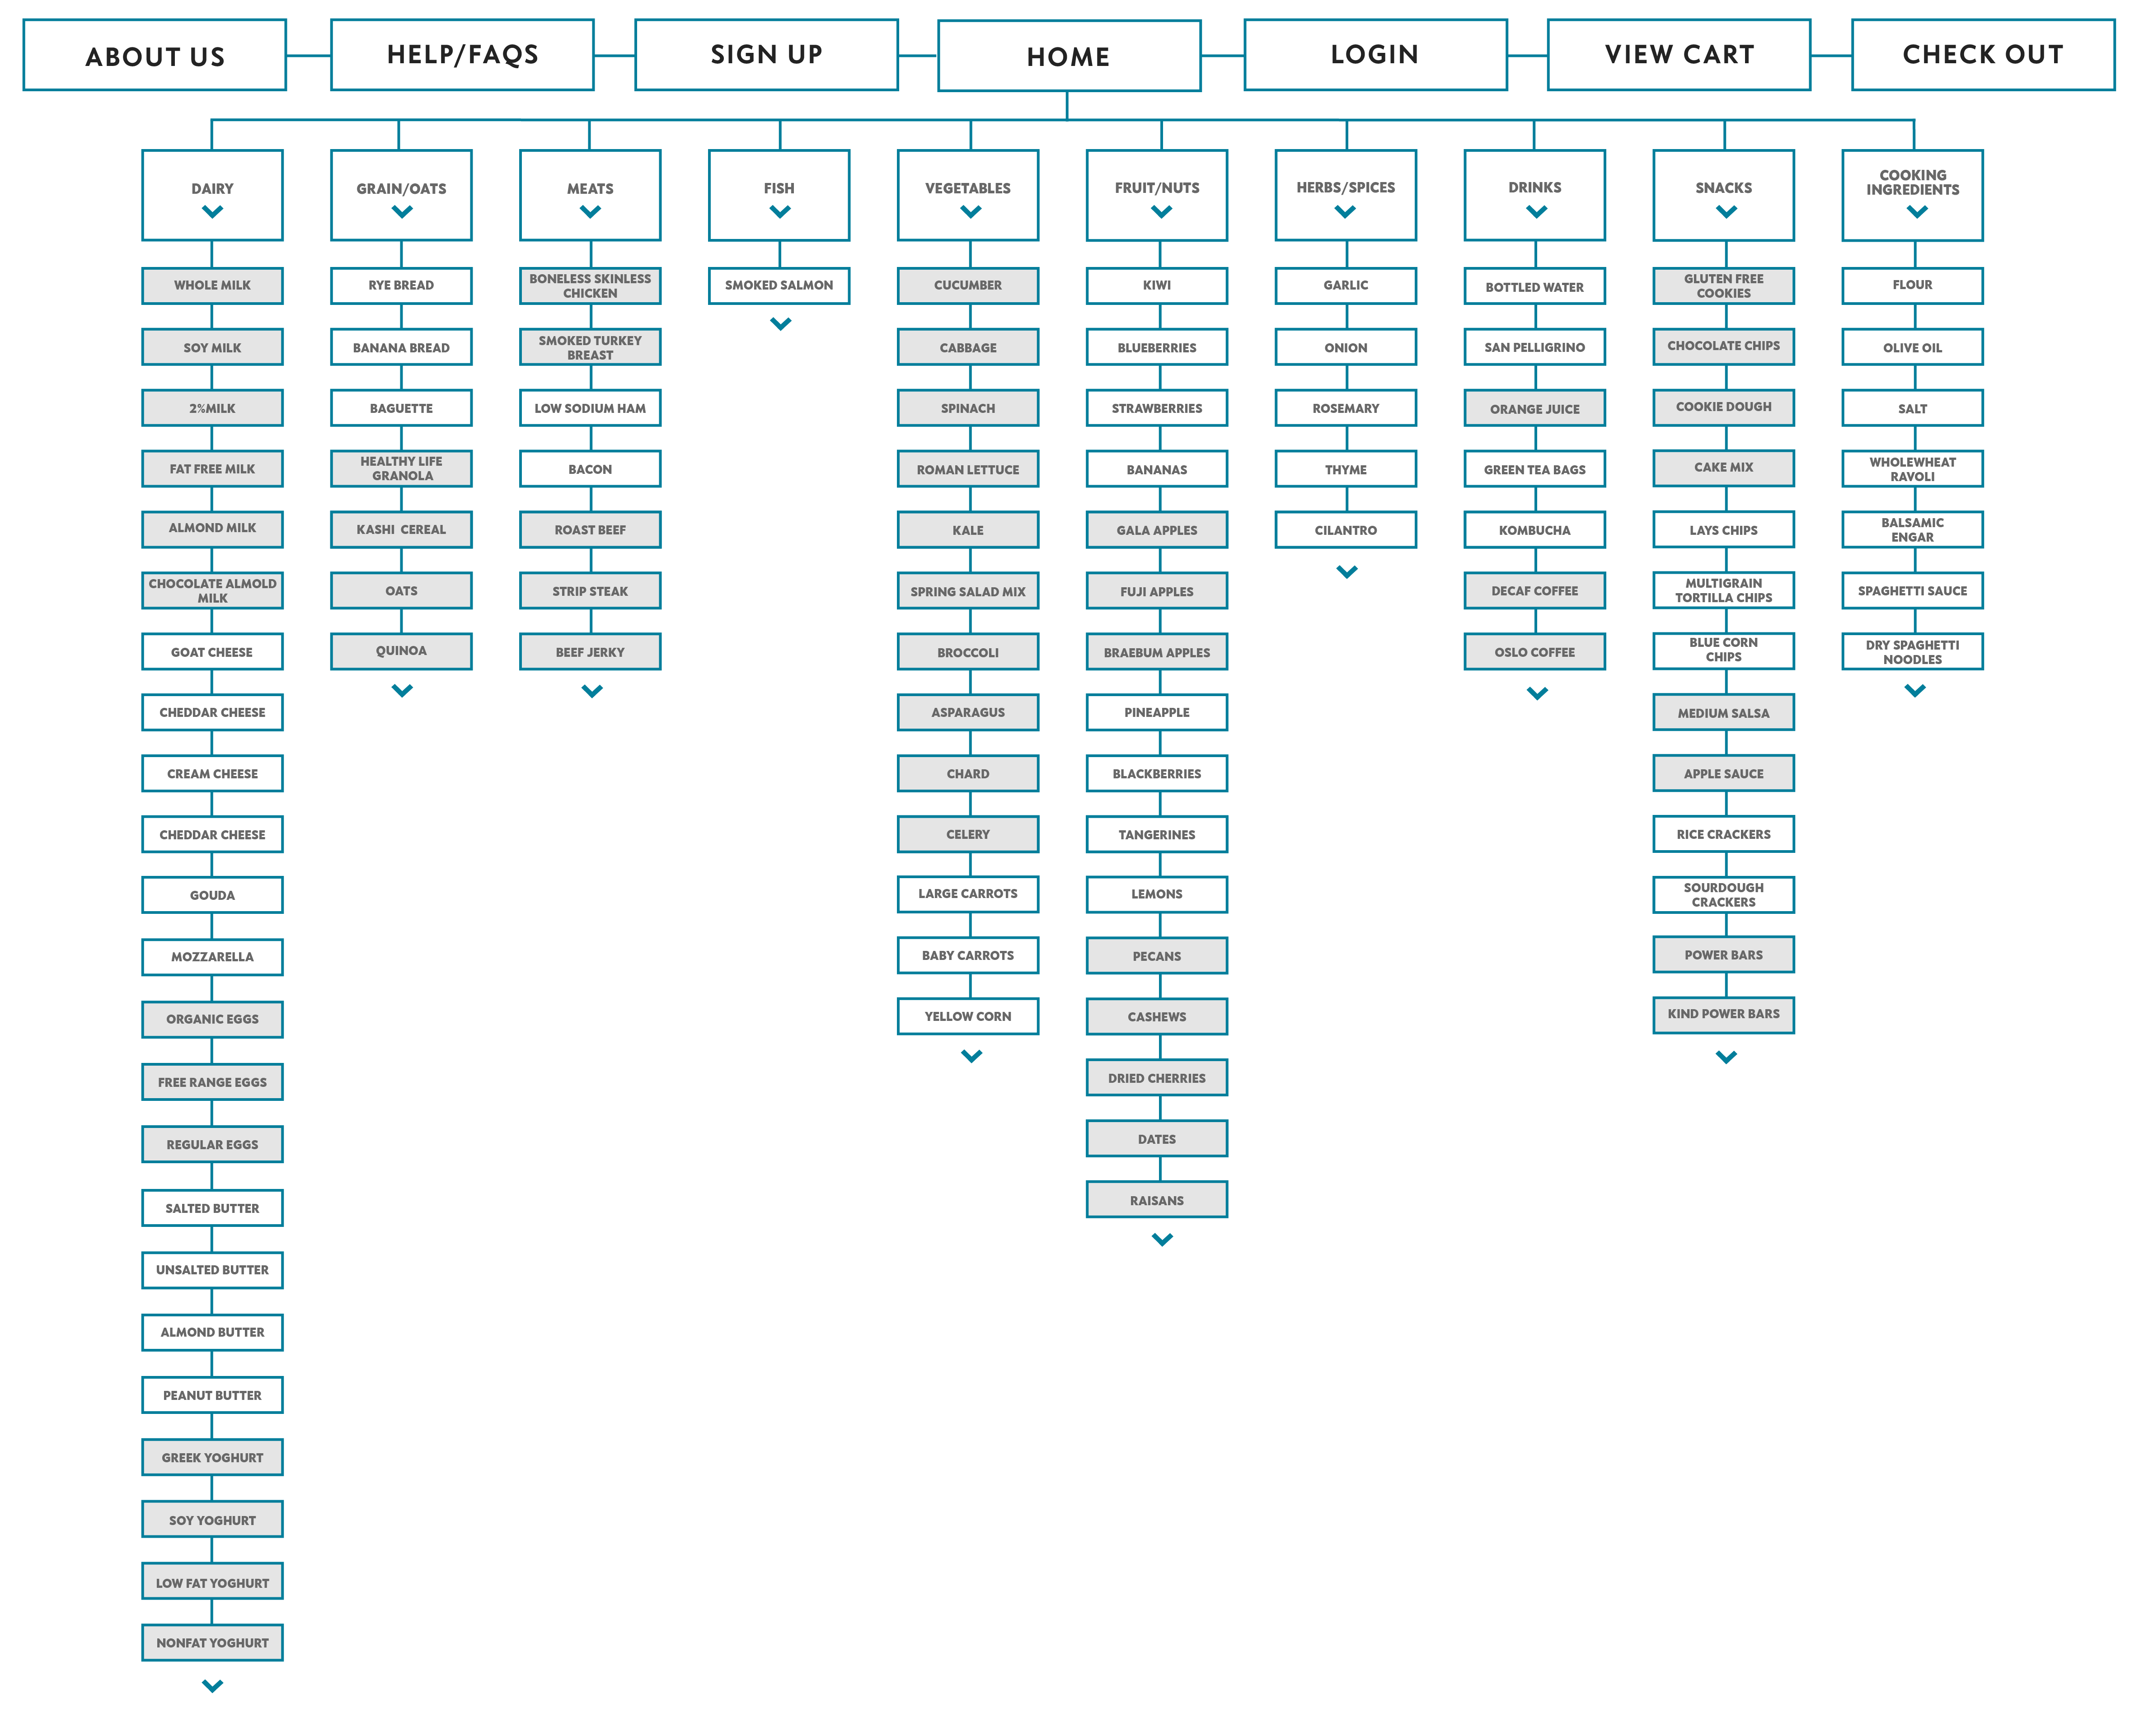 ABOUT US
HELP/FAQS
SIGN UP
HOME
LOGIN
VIEW CART
CHECK OUT
DAIRY
WHOLE MILK
SOY MILK
2%MILK
FAT FREE MILK
ALMOND MILK
CHOCOLATE ALMOLD
MILK
GOAT CHEESE
CHEDDAR CHEESE
CREAM CHEESE
CHEDDAR CHEESE
GOUDA
MOZZARELLA
ORGANIC EGGS
FREE RANGE EGGS
REGULAR EGGS
SALTED BUTTER
UNSALTED BUTTER
ALMOND BUTTER
PEANUT BUTTER
GREEK YOGHURT
SOY YOGHURT
LOW FAT YOGHURT
NONFAT YOGHURT
GRAIN/OATS
RYE BREAD
BANANA BREAD
BAGUETTE
HEALTHY LIFE
GRANOLA
KASHI CEREAL
OATS
QUINOA
MEATS
BONELESS SKINLESS
CHICKEN
SMOKED TURKEY
BREAST
LOW SODIUM HAM
BACON
ROAST BEEF
STRIP STEAK
BEEF JERKY
FISH
SMOKED SALMON
VEGETABLES
CUCUMBER
CABBAGE
SPINACH
ROMAN LETTUCE
KALE
SPRING SALAD MIX
BROCCOLI
ASPARAGUS
CHARD
CELERY
LARGE CARROTS
BABY CARROTS
YELLOW CORN
FRUIT/NUTS
KIWI
BLUEBERRIES
STRAWBERRIES
BANANAS
GALA APPLES
FUJI APPLES
BRAEBUM APPLES
PINEAPPLE
BLACKBERRIES
TANGERINES
LEMONS
PECANS
CASHEWS
DRIED CHERRIES
DATES
RAISANS
HERBS/SPICES
GARLIC
ONION
ROSEMARY
THYME
CILANTRO
DRINKS
BOTTLED WATER
SAN PELLIGRINO
ORANGE JUICE
GREEN TEA BAGS
KOMBUCHA
DECAF COFFEE
OSLO COFFEE
SNACKS
GLUTEN FREE
COOKIES
CHOCOLATE CHIPS
COOKIE DOUGH
CAKE MIX
LAYS CHIPS
MULTIGRAIN
TORTILLA CHIPS
BLUE CORN
CHIPS
MEDIUM SALSA
APPLE SAUCE
RICE CRACKERS
SOURDOUGH
CRACKERS
POWER BARS
KIND POWER BARS
COOKING
INGREDIENTS
FLOUR
OLIVE OIL
SALT
WHOLEWHEAT
RAVOLI
BALSAMIC
ENGAR
SPAGHETTI SAUCE
DRY SPAGHETTI
NOODLES